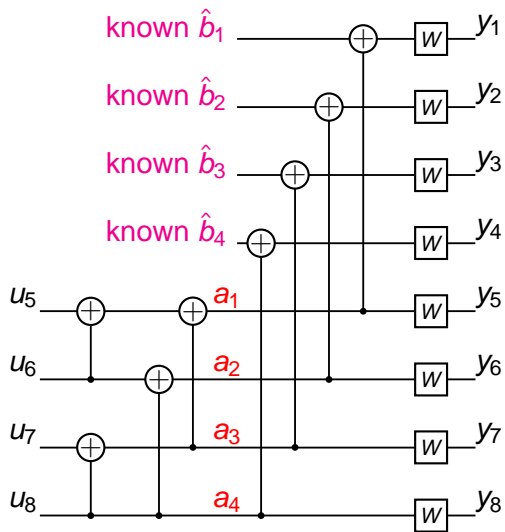 known b̂₁ W y₁
known b̂₂ W y₂
known b̂₃ W y₃
known b̂₄ W y₄
u₅ a₁ W y₅
u₆ a₂ W y₆
u₇ a₃ W y₇
u₈ a₄ W y₈